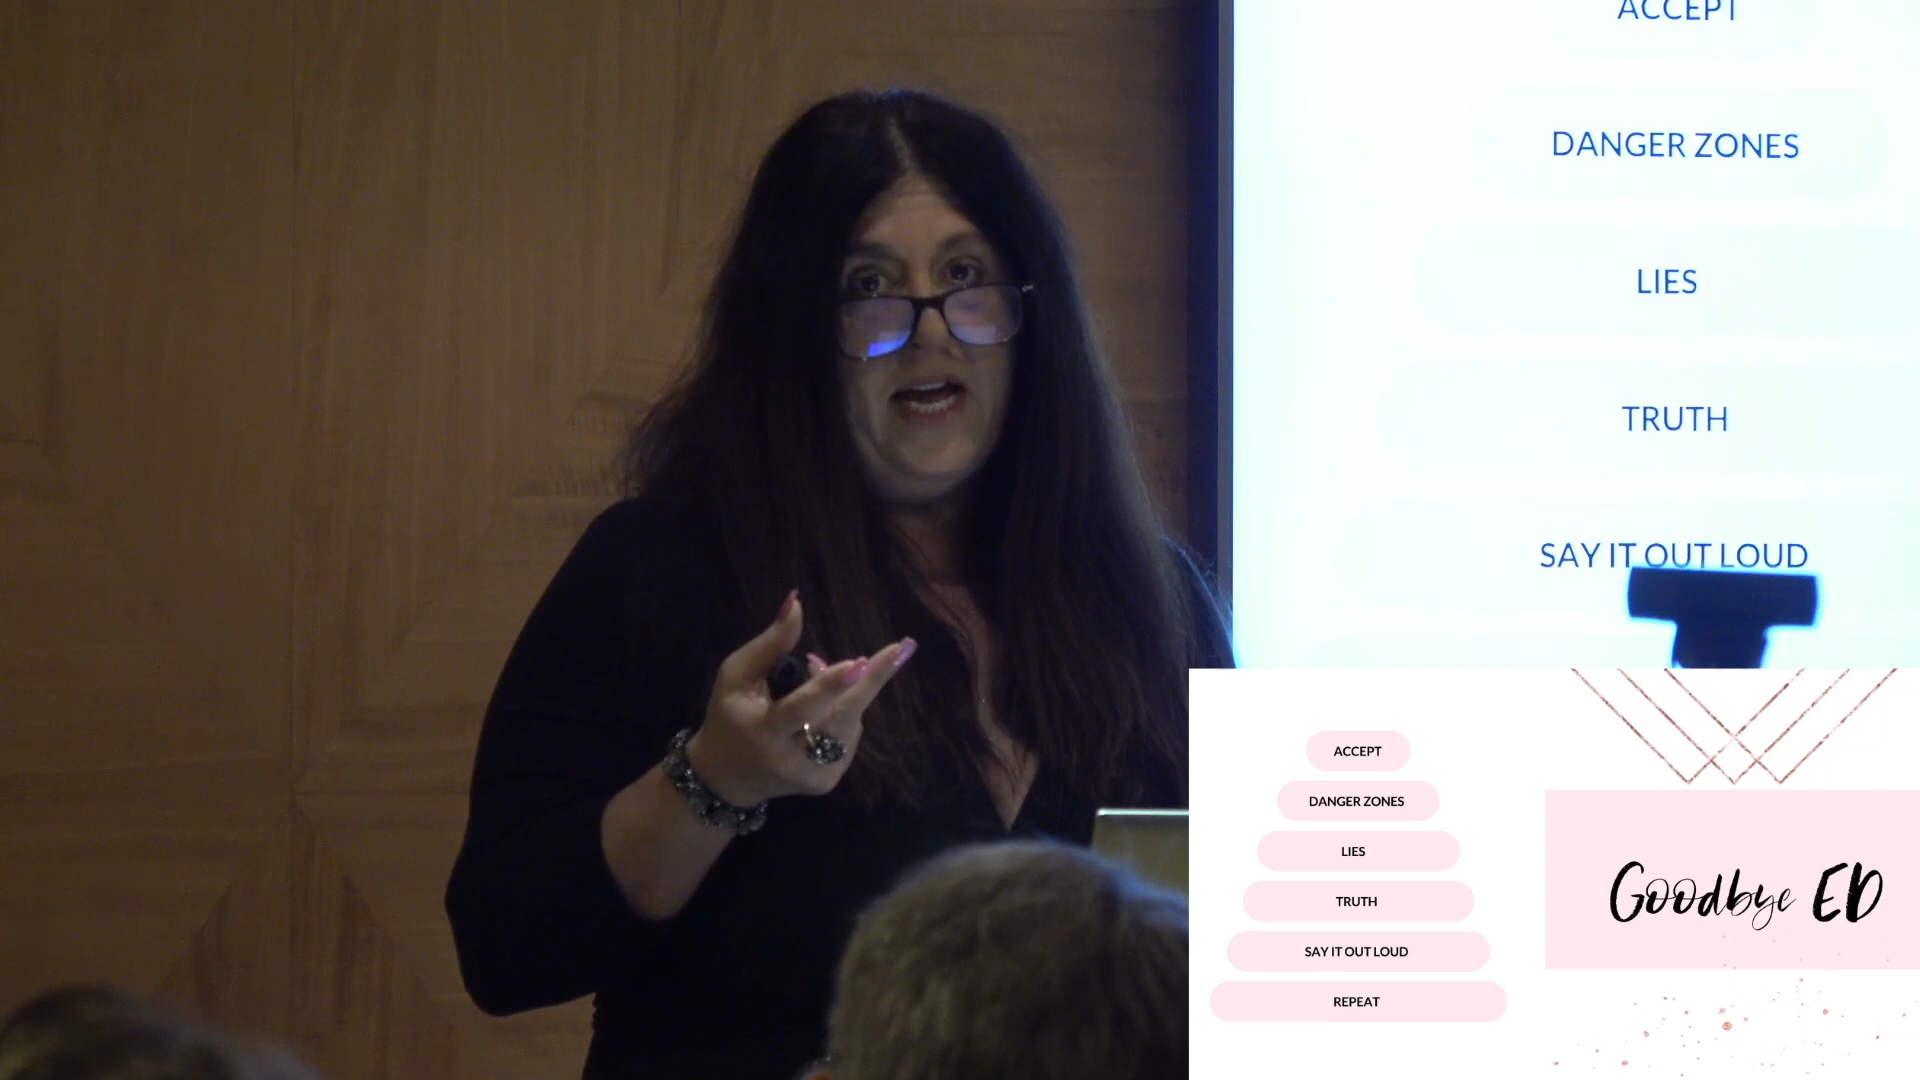 ACCEPT
DANGER ZONES
LIES
TRUTH
SAY IT OUT LOUD
ACCEPT
DANGER ZONES
LIES
TRUTH
SAY IT OUT LOUD
REPEAT
Goodbye ED